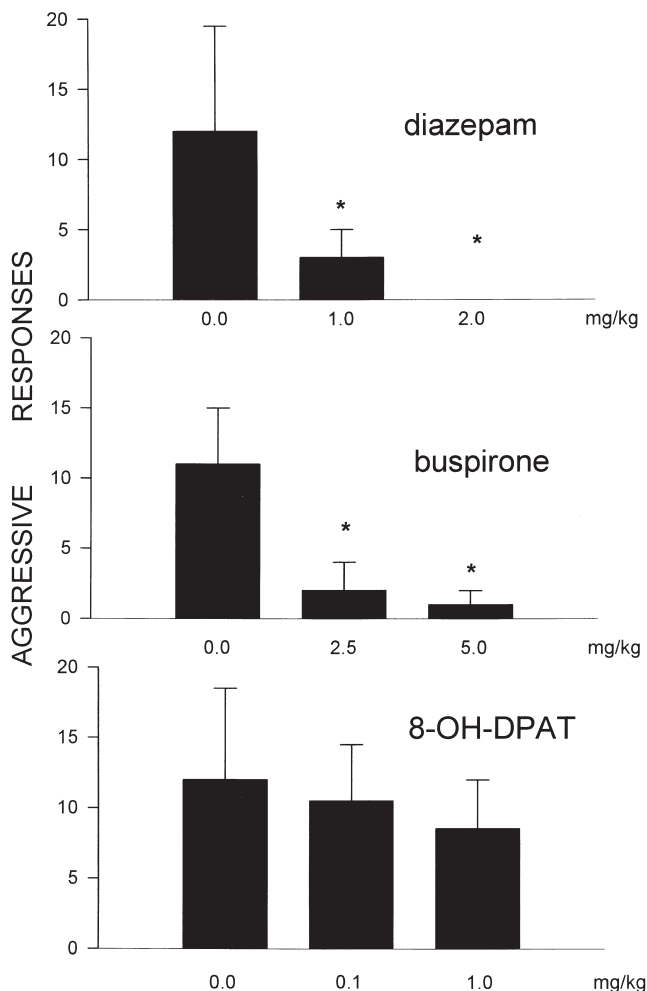 AGGRESSIVE RESPONSES
20
15
10
5
0
diazepam
*
*
0.0 1.0 2.0 mg/kg
20
15
10
5
0
buspirone
*
*
0.0 2.5 5.0 mg/kg
20
15
10
5
0
8-OH-DPAT
0.0 0.1 1.0 mg/kg